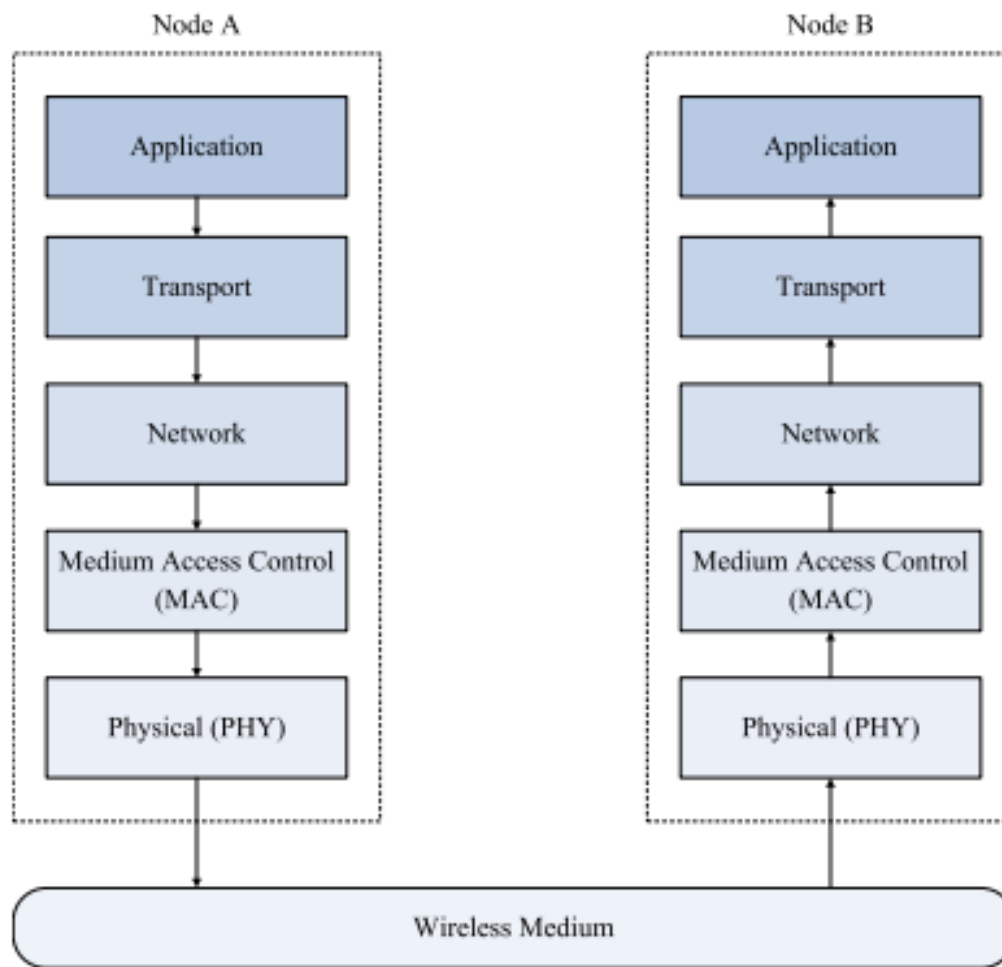 Node A
Node B
Application
Application
Transport
Transport
Network
Network
Medium Access Control
(MAC)
Medium Access Control
(MAC)
Physical (PHY)
Physical (PHY)
Wireless Medium